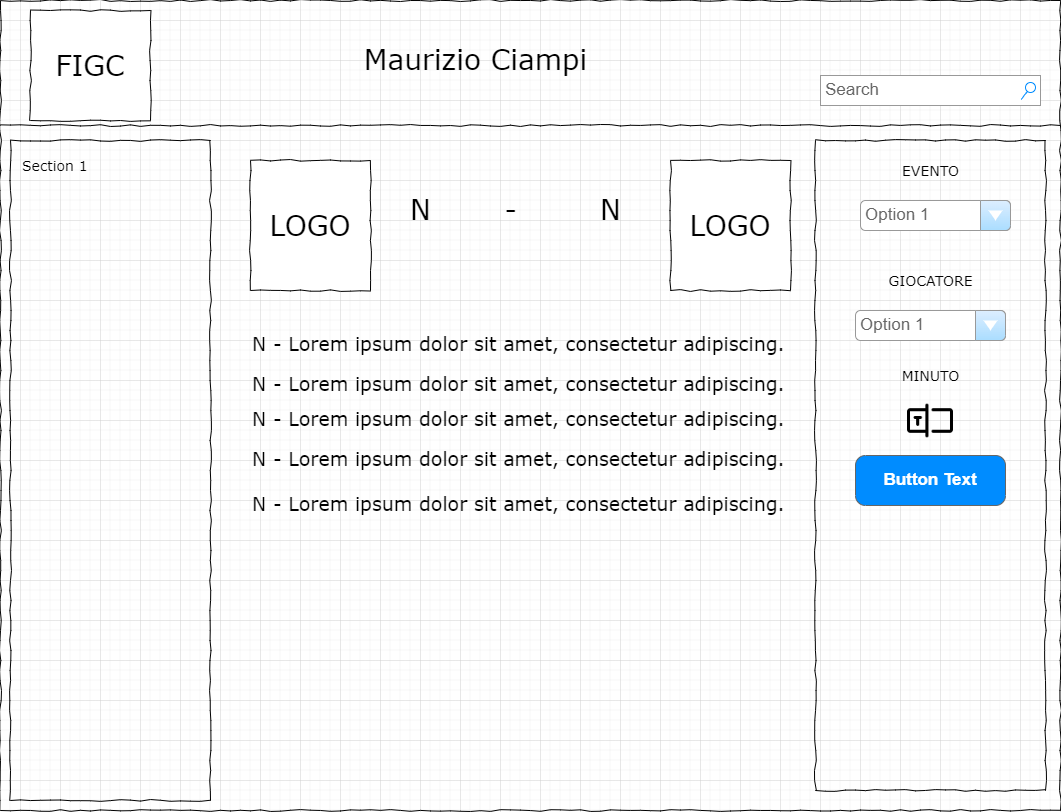 FIGC
Maurizio Ciampi
Search
Section 1
LOGO
N - N
LOGO
N - Lorem ipsum dolor sit amet, consectetur adipiscing.
N - Lorem ipsum dolor sit amet, consectetur adipiscing.
N - Lorem ipsum dolor sit amet, consectetur adipiscing.
N - Lorem ipsum dolor sit amet, consectetur adipiscing.
N - Lorem ipsum dolor sit amet, consectetur adipiscing.
EVENTO
Option 1
GIOCATORE
Option 1
MINUTO
T
Button Text